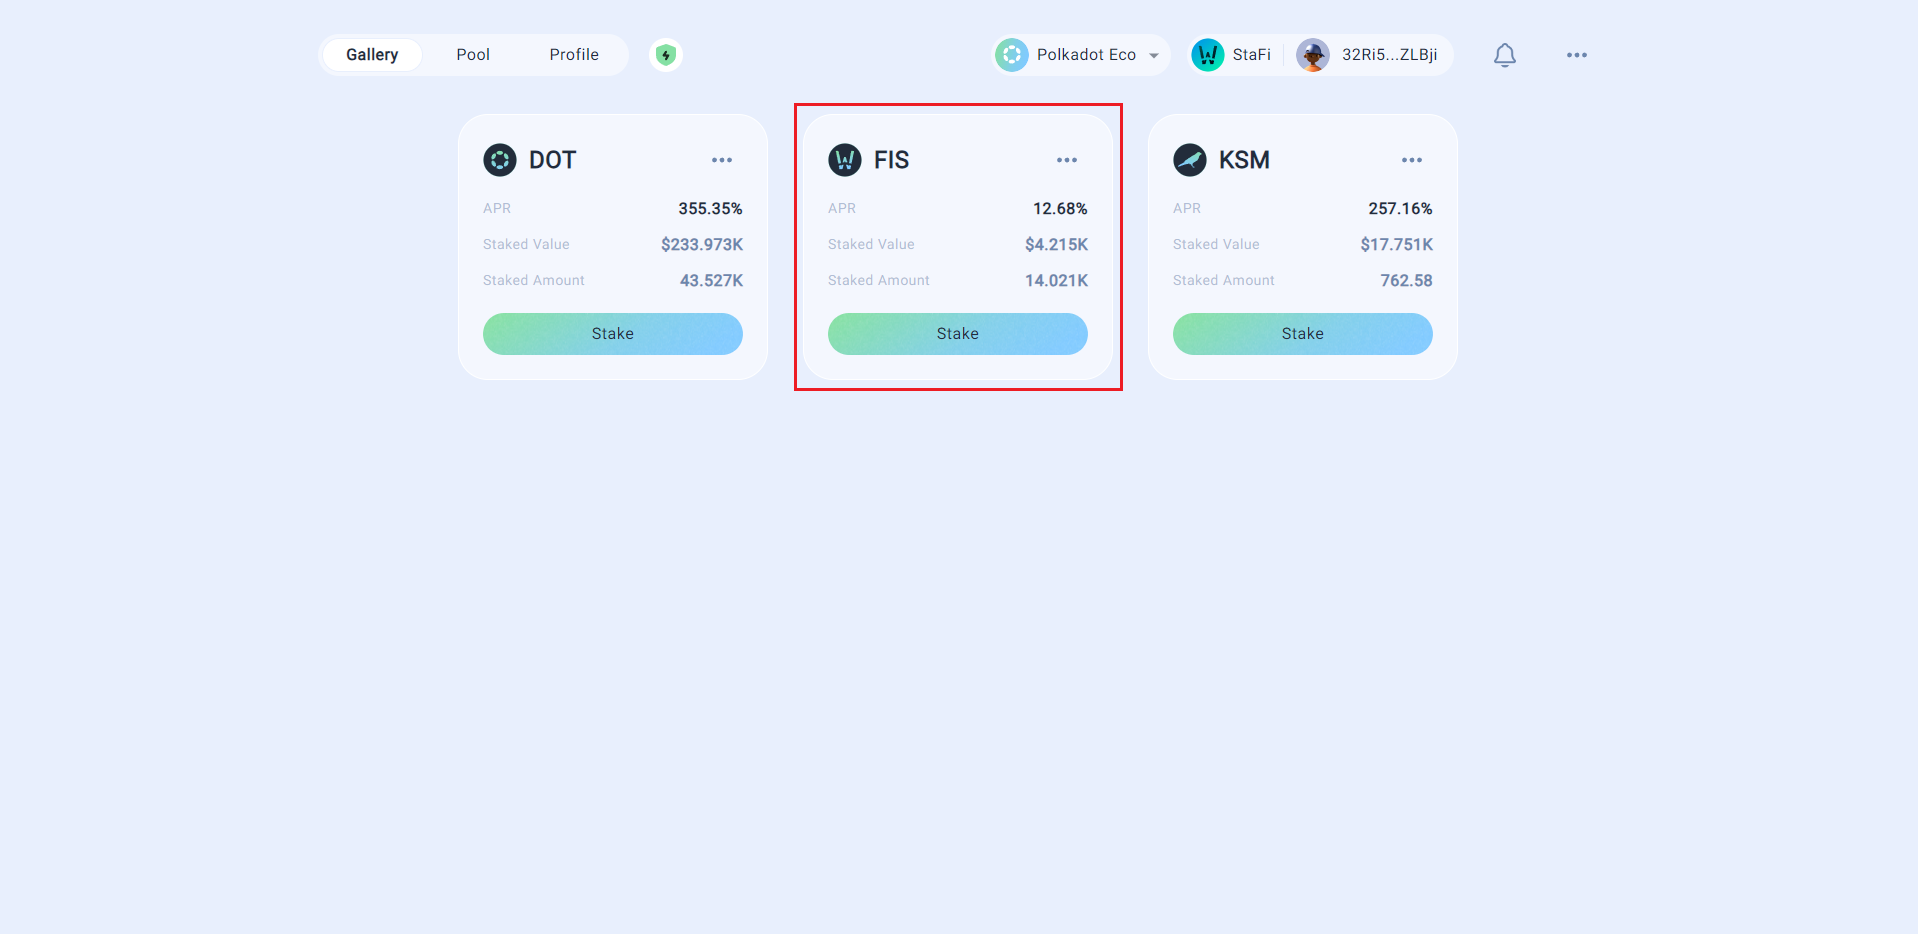 Gallery Pool Profile Polkadot Eco StaFi 32Ri5...ZLBji
DOT
APR 355.35%
Staked Value $233.973K
Staked Amount 43.527K
Stake
FIS
APR 12.68%
Staked Value $4.215K
Staked Amount 14.021K
Stake
KSM
APR 257.16%
Staked Value $17.751K
Staked Amount 762.58
Stake